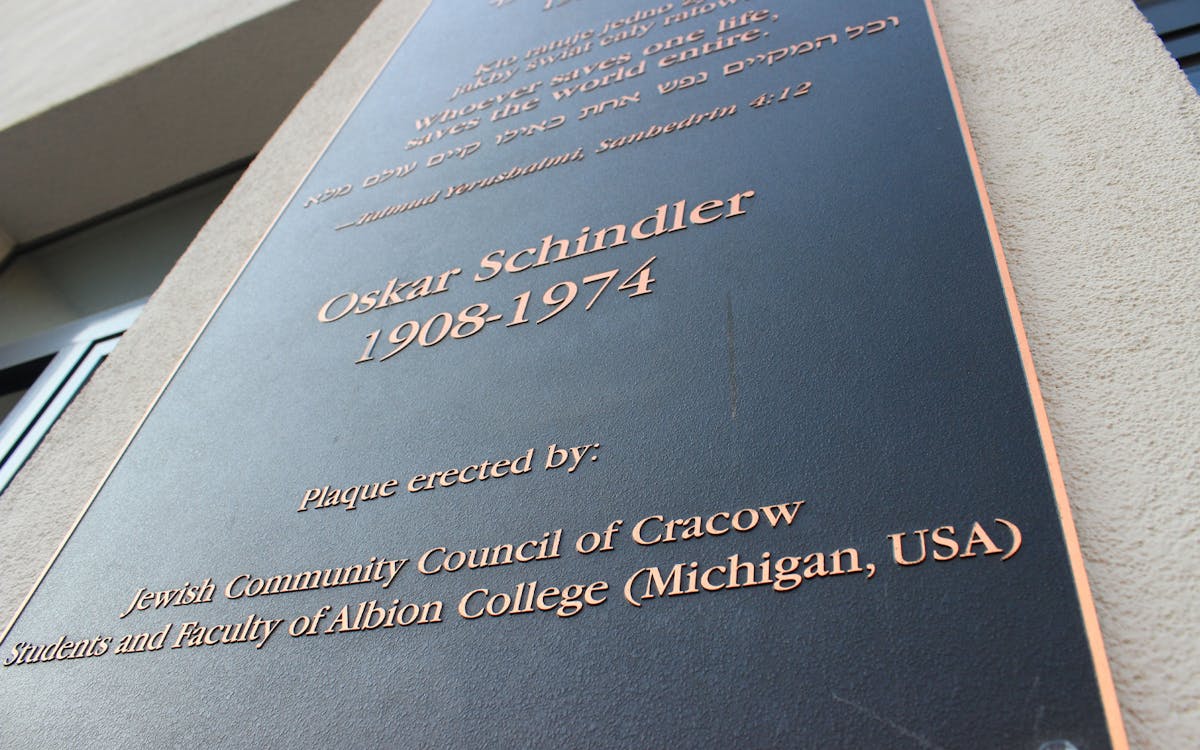 Kto ratuje jedno
jakby świat cały ratow
Whoever saves one life,
saves the world entire.
וכל המקיים נפש אחת כאילו קיים עולם מלא
—Talmud Yerushalmi, Sanhedrin 4:12
Oskar Schindler
1908-1974
Plaque erected by:
Jewish Community Council of Cracow
Students and Faculty of Albion College (Michigan, USA)